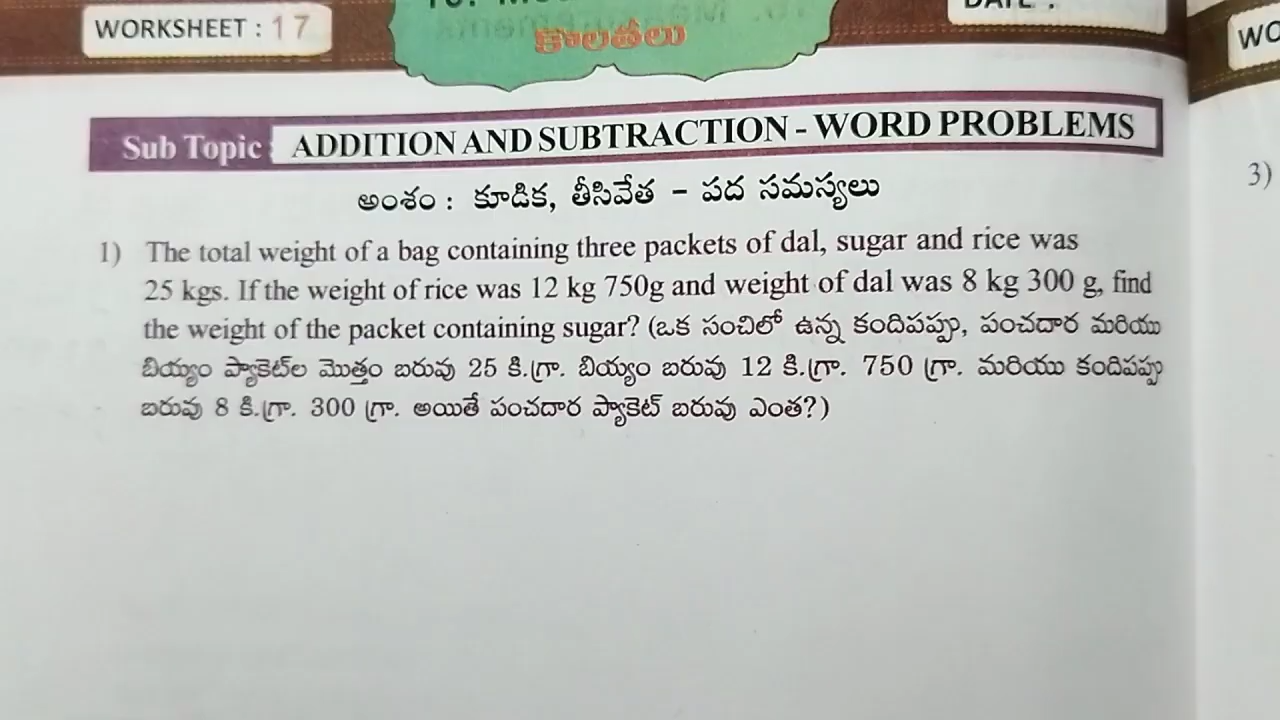 WORKSHEET : 17
కొలతలు
Sub Topic : ADDITION AND SUBTRACTION - WORD PROBLEMS
అంశం : కూడిక, తీసివేత - పద సమస్యలు
1) The total weight of a bag containing three packets of dal, sugar and rice was
25 kgs. If the weight of rice was 12 kg 750g and weight of dal was 8 kg 300 g, find
the weight of the packet containing sugar? (ఒక సంచిలో ఉన్న కందిపప్పు, పంచదార మరియు
బియ్యం ప్యాకెట్‌ల మొత్తం బరువు 25 కి.గ్రా. బియ్యం బరువు 12 కి.గ్రా. 750 గ్రా. మరియు కందిపప్పు
బరువు 8 కి.గ్రా. 300 గ్రా. అయితే పంచదార ప్యాకెట్ బరువు ఎంత?)
3)